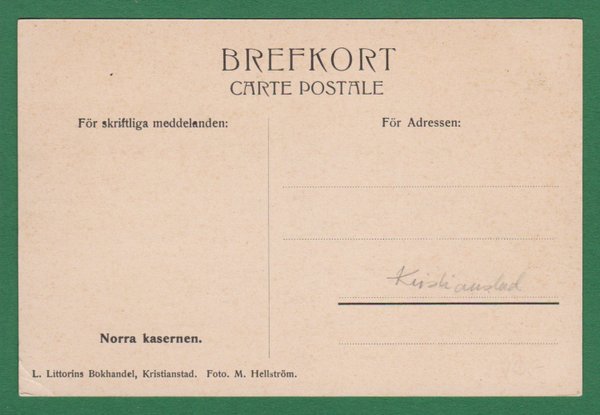 BREFKORT
CARTE POSTALE
För skriftliga meddelanden:
För Adressen:
Kristianstad
Norra kasernen.
L. Littorins Bokhandel, Kristianstad. Foto. M. Hellström.